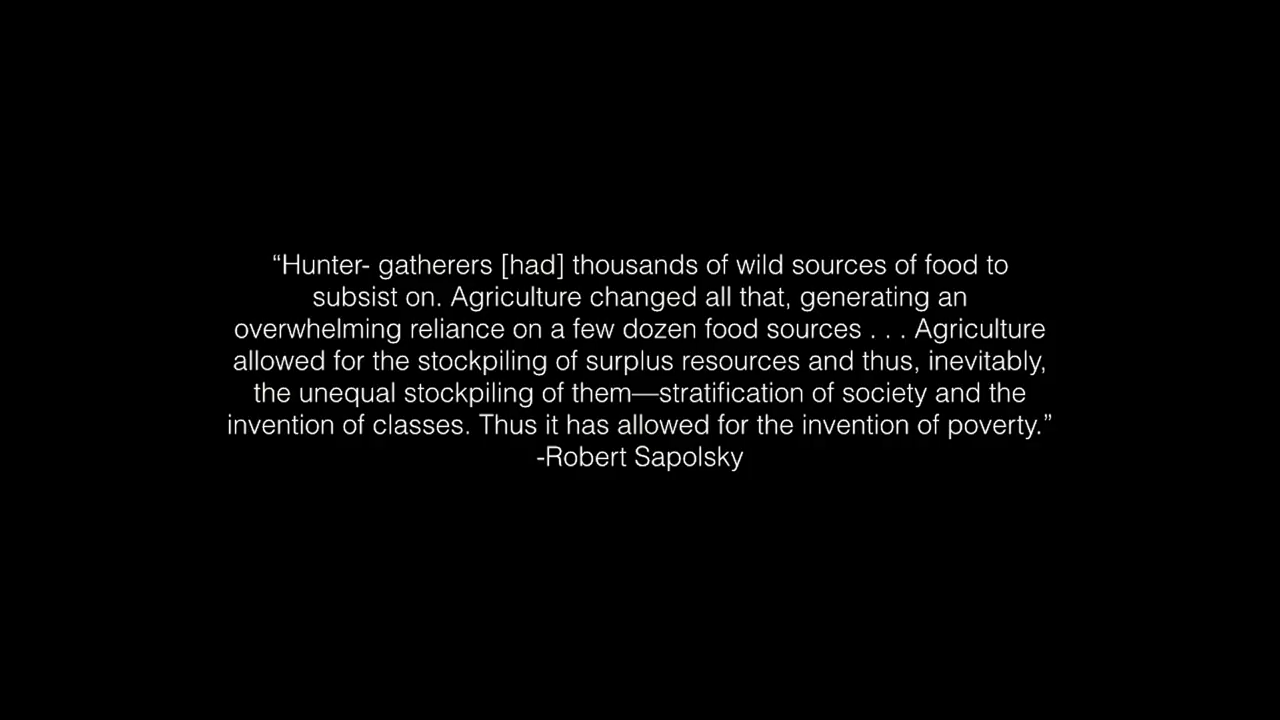 “Hunter- gatherers [had] thousands of wild sources of food to
subsist on. Agriculture changed all that, generating an
overwhelming reliance on a few dozen food sources . . . Agriculture
allowed for the stockpiling of surplus resources and thus, inevitably,
the unequal stockpiling of them—stratification of society and the
invention of classes. Thus it has allowed for the invention of poverty.”
-Robert Sapolsky